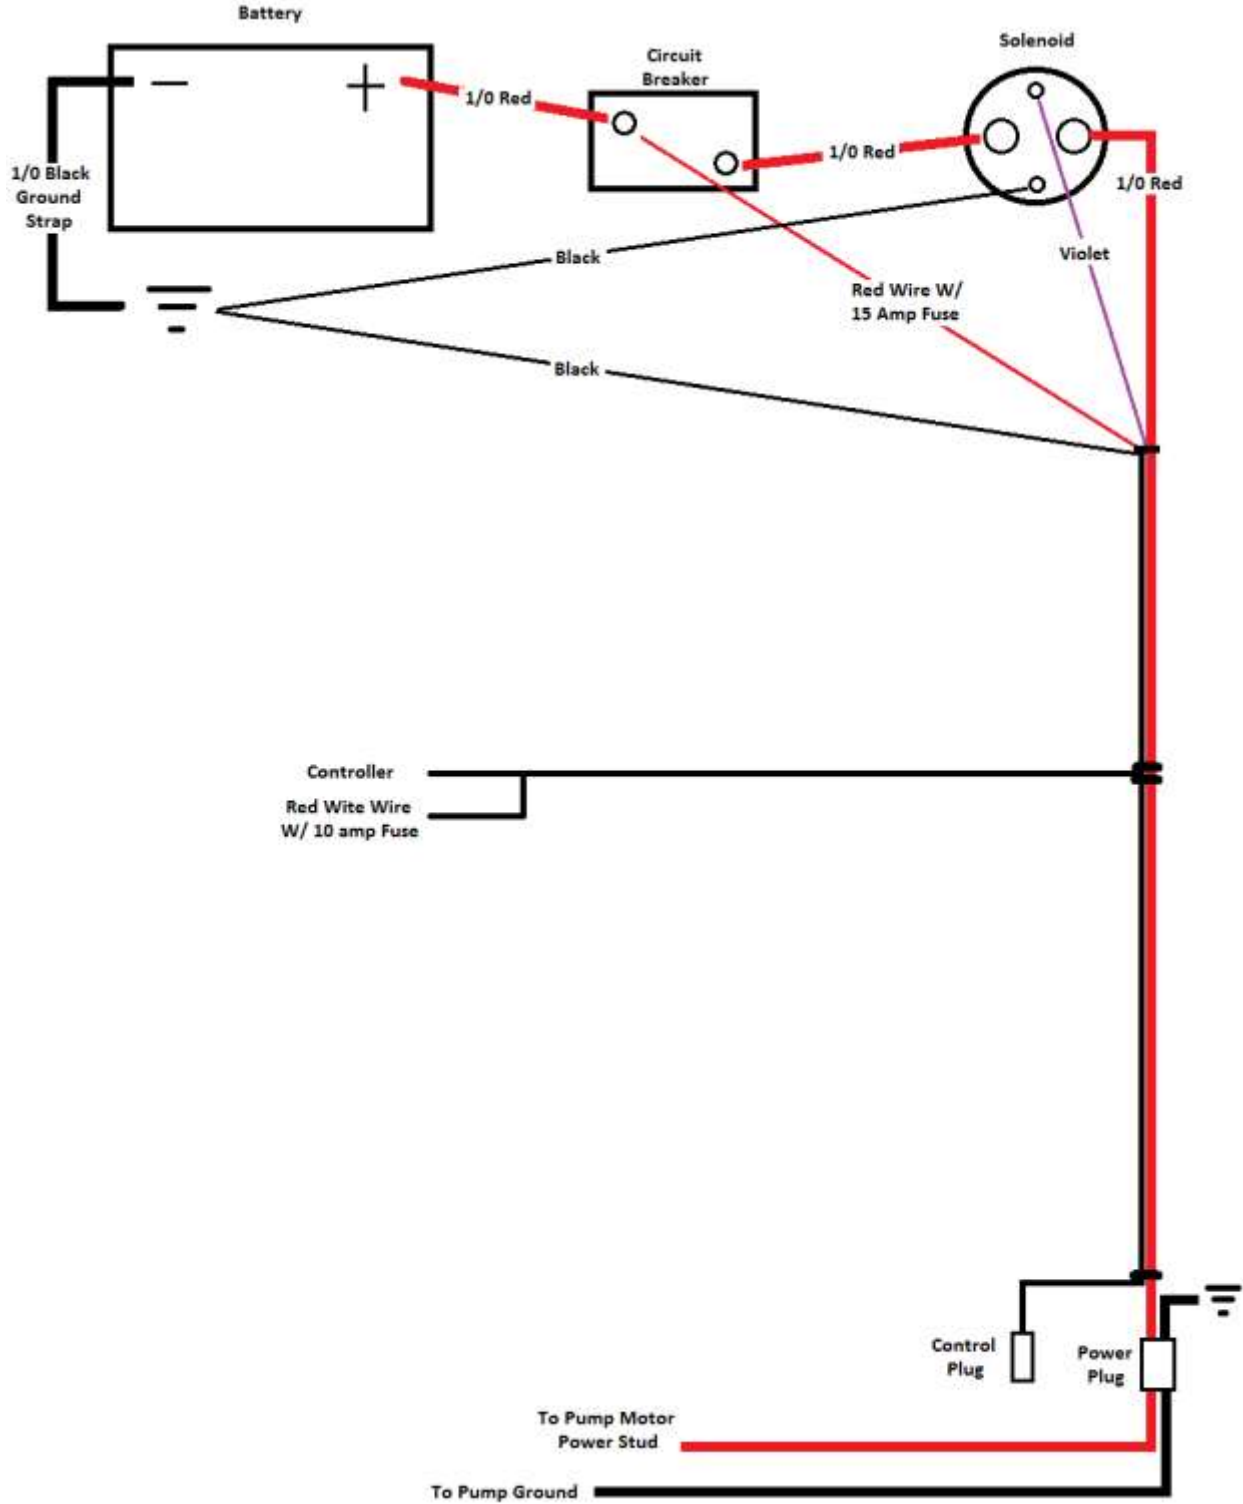 Battery
Solenoid
Circuit
Breaker
− +
1/0 Red
1/0 Red
1/0 Red
1/0 Black
Ground
Strap
Violet
Black
Red Wire W/
15 Amp Fuse
Black
Controller
Red Wite Wire
W/ 10 amp Fuse
Control
Plug
Power
Plug
To Pump Motor
Power Stud
To Pump Ground